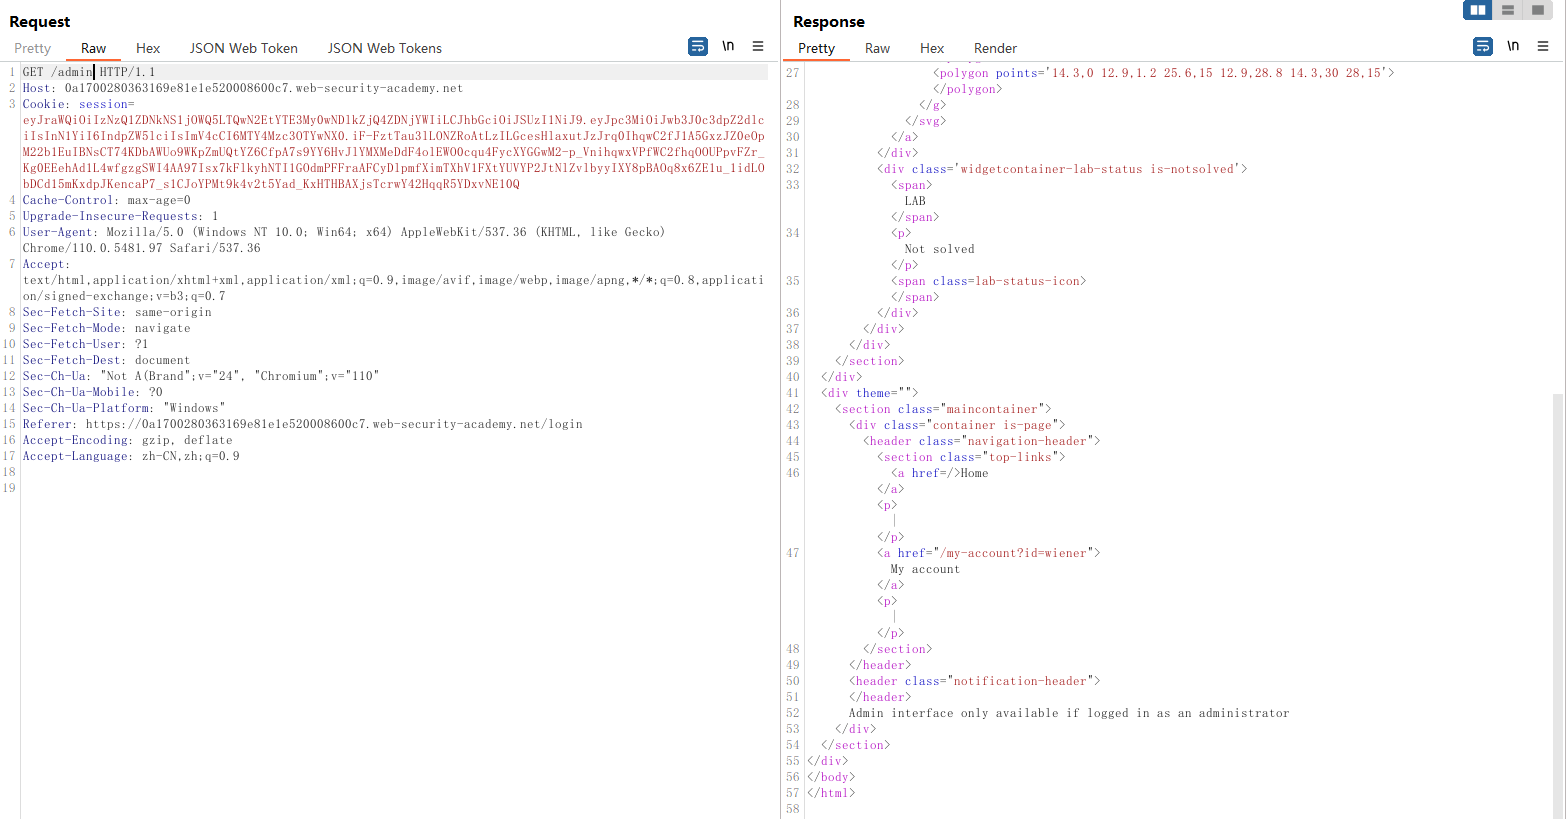 Request
Pretty Raw Hex JSON Web Token JSON Web Tokens
\n
1 GET /admin HTTP/1.1
2 Host: 0a1700280363169e81e1e520008600c7.web-security-academy.net
3 Cookie: session=
4 Cache-Control: max-age=0
5 Upgrade-Insecure-Requests: 1
6 User-Agent: Mozilla/5.0 (Windows NT 10.0; Win64; x64) AppleWebKit/537.36 (KHTML, like Gecko)
Chrome/110.0.5481.97 Safari/537.36
7 Accept:
text/html,application/xhtml+xml,application/xml;q=0.9,image/avif,image/webp,image/apng,*/*;q=0.8,applicati
on/signed-exchange;v=b3;q=0.7
8 Sec-Fetch-Site: same-origin
9 Sec-Fetch-Mode: navigate
10 Sec-Fetch-User: ?1
11 Sec-Fetch-Dest: document
12 Sec-Ch-Ua: "Not A(Brand";v="24", "Chromium";v="110"
13 Sec-Ch-Ua-Mobile: ?0
14 Sec-Ch-Ua-Platform: "Windows"
15 Referer: https://0a1700280363169e81e1e520008600c7.web-security-academy.net/login
16 Accept-Encoding: gzip, deflate
17 Accept-Language: zh-CN,zh;q=0.9
18
19
Response
Pretty Raw Hex Render
\n
27 <polygon points='14.3,0 12.9,1.2 25.6,15 12.9,28.8 14.3,30 28,15'>
</polygon>
28 </g>
29 </svg>
30 </a>
31 </div>
32 <div class='widgetcontainer-lab-status is-notsolved'>
33 <span>
LAB
</span>
34 <p>
Not solved
</p>
35 <span class=lab-status-icon>
</span>
36 </div>
37 </div>
38 </div>
39 </section>
40 </div>
41 <div theme="">
42 <section class="maincontainer">
43 <div class="container is-page">
44 <header class="navigation-header">
45 <section class="top-links">
46 <a href=/>Home
</a>
<p>
|
</p>
47 <a href="/my-account?id=wiener">
My account
</a>
<p>
|
</p>
48 </section>
49 </header>
50 <header class="notification-header">
51 </header>
52 Admin interface only available if logged in as an administrator
53 </div>
54 </section>
55 </div>
56 </body>
57 </html>
58